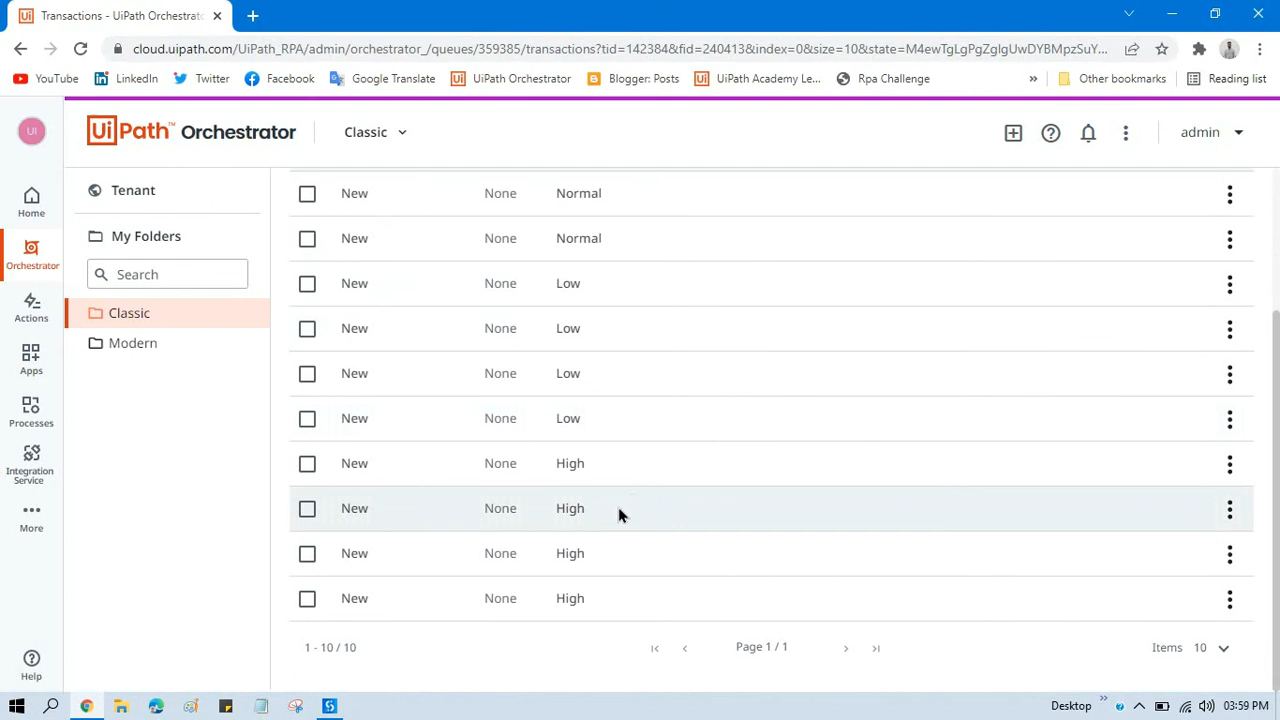 Transactions - UiPath Orchestrato
cloud.uipath.com/UiPath_RPA/admin/orchestrator_/queues/359385/transactions?tid=142384&fid=240413&index=0&size=10&state=M4ewTgLgPgZglgUwDYBMpzSuY...
YouTube LinkedIn Twitter Facebook Google Translate UiPath Orchestrator Blogger: Posts UiPath Academy Le... Rpa Challenge » Other bookmarks Reading list
UI UiPath™ Orchestrator Classic admin
Tenant
My Folders
Search
Classic
Modern
Home
Orchestrator
Actions
Apps
Processes
Integration
Service
More
Help
New None Normal
New None Normal
New None Low
New None Low
New None Low
New None Low
New None High
New None High
New None High
New None High
1 - 10 / 10 Page 1 / 1 Items 10
Desktop » 03:59 PM